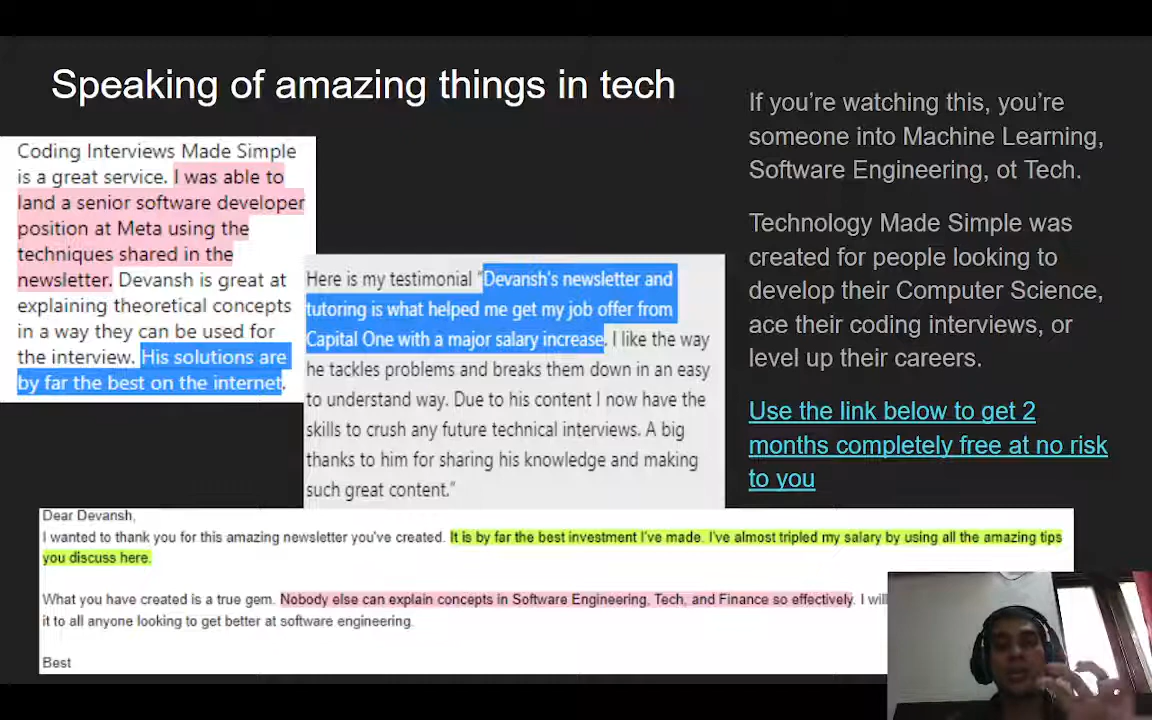 Speaking of amazing things in tech
Coding Interviews Made Simple
is a great service. I was able to
land a senior software developer
position at Meta using the
techniques shared in the
newsletter. Devansh is great at
explaining theoretical concepts
in a way they can be used for
the interview. His solutions are
by far the best on the internet.
Here is my testimonial “Devansh's newsletter and
tutoring is what helped me get my job offer from
Capital One with a major salary increase. I like the way
he tackles problems and breaks them down in an easy
to understand way. Due to his content I now have the
skills to crush any future technical interviews. A big
thanks to him for sharing his knowledge and making
such great content.”
Dear Devansh,
I wanted to thank you for this amazing newsletter you've created. It is by far the best investment I've made. I've almost tripled my salary by using all the amazing tips
you discuss here.
What you have created is a true gem. Nobody else can explain concepts in Software Engineering, Tech, and Finance so effectively. I will
it to all anyone looking to get better at software engineering.
Best
If you’re watching this, you’re
someone into Machine Learning,
Software Engineering, ot Tech.
Technology Made Simple was
created for people looking to
develop their Computer Science,
ace their coding interviews, or
level up their careers.
Use the link below to get 2
months completely free at no risk
to you